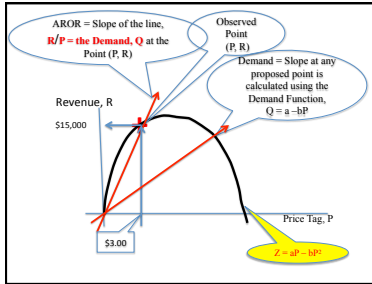 AROR = Slope of the line,
R/P = the Demand, Q at the
Point (P, R)
Observed
Point
(P, R)
Demand = Slope at any
proposed point is
calculated using the
Demand Function,
Q = a –bP
Revenue, R
$15,000
Price Tag, P
$3.00
Z = aP – bP²